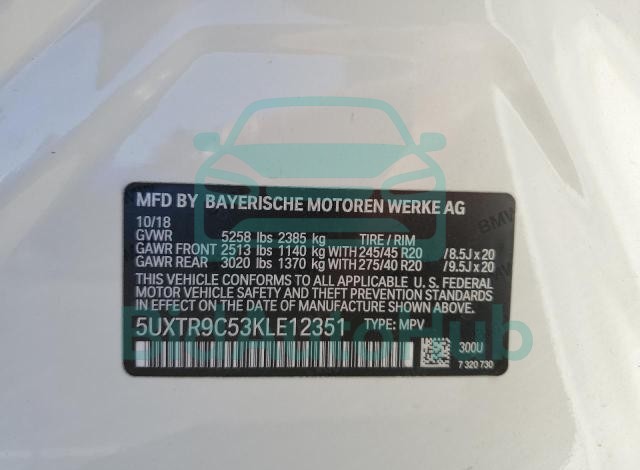 MFD BY BAYERISCHE MOTOREN WERKE AG
10/18
GVWR 5258 lbs 2385 kg TIRE / RIM
GAWR FRONT 2513 lbs 1140 kg WITH 245/45 R20 /8.5J x 20
GAWR REAR 3020 lbs 1370 kg WITH 275/40 R20 /9.5J x 20
THIS VEHICLE CONFORMS TO ALL APPLICABLE U. S. FEDERAL
MOTOR VEHICLE SAFETY AND THEFT PREVENTION STANDARDS
IN EFFECT ON THE DATE OF MANUFACTURE SHOWN ABOVE.
5UXTR9C53KLE12351 TYPE: MPV
300U
7 320 730
BMW